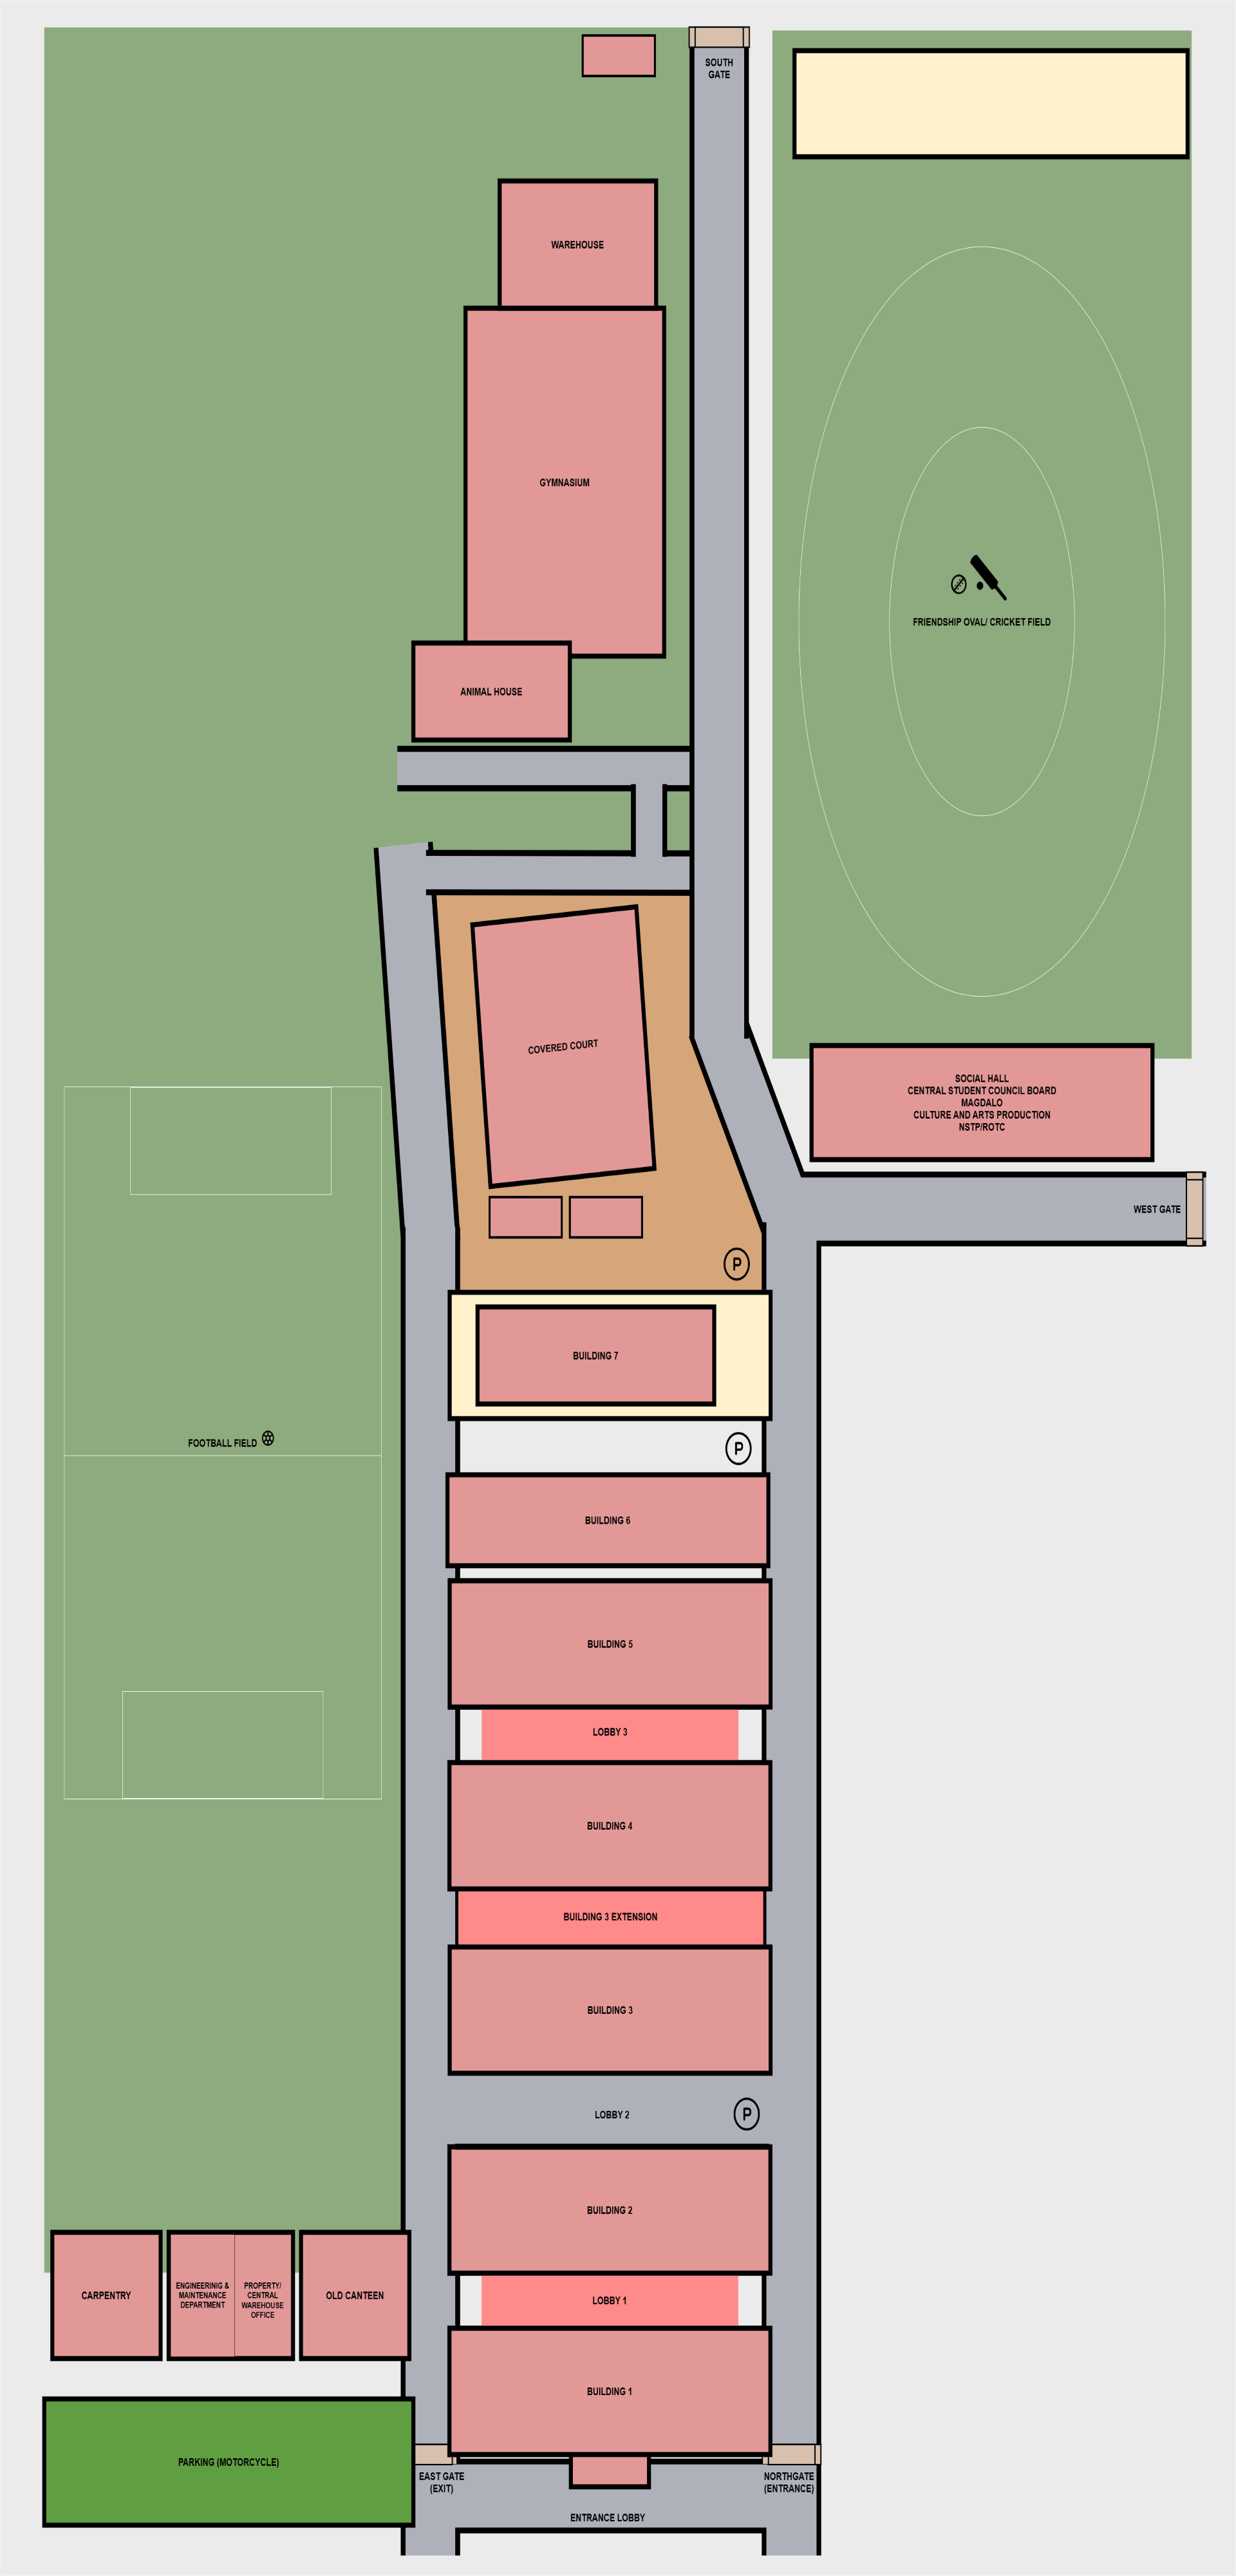 SOUTH
GATE
WAREHOUSE
GYMNASIUM
FRIENDSHIP OVAL/ CRICKET FIELD
ANIMAL HOUSE
COVERED COURT
SOCIAL HALL
CENTRAL STUDENT COUNCIL BOARD
MAGDALO
CULTURE AND ARTS PRODUCTION
NSTP/ROTC
WEST GATE
P
BUILDING 7
FOOTBALL FIELD
P
BUILDING 6
BUILDING 5
LOBBY 3
BUILDING 4
BUILDING 3 EXTENSION
BUILDING 3
LOBBY 2
P
BUILDING 2
CARPENTRY
ENGINEERINIG &
MAINTENANCE
DEPARTMENT
PROPERTY/
CENTRAL
WAREHOUSE
OFFICE
OLD CANTEEN
LOBBY 1
BUILDING 1
PARKING (MOTORCYCLE)
EAST GATE
(EXIT)
NORTHGATE
(ENTRANCE)
ENTRANCE LOBBY